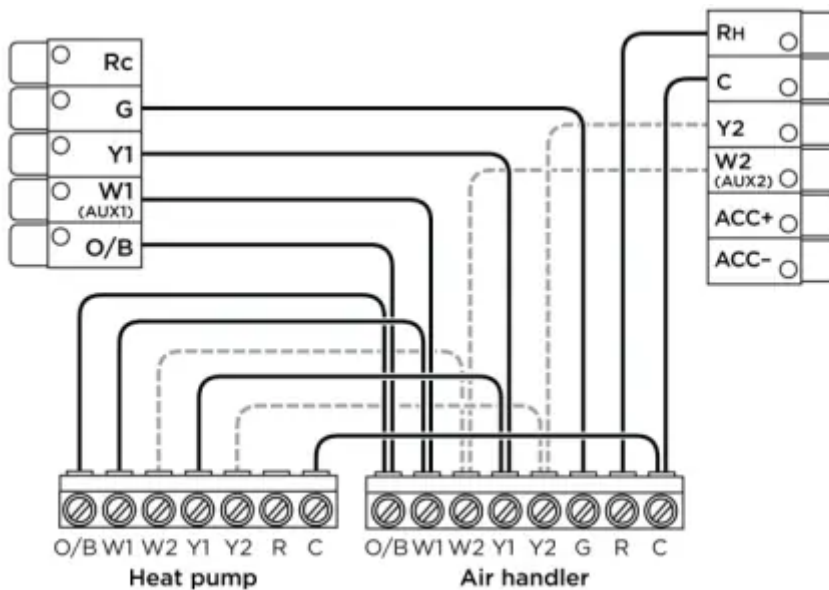 Rc
G
Y1
W1
(AUX1)
O/B
RH
C
Y2
W2
(AUX2)
ACC+
ACC-
O/B W1 W2 Y1 Y2 R C
Heat pump
O/B W1 W2 Y1 Y2 G R C
Air handler